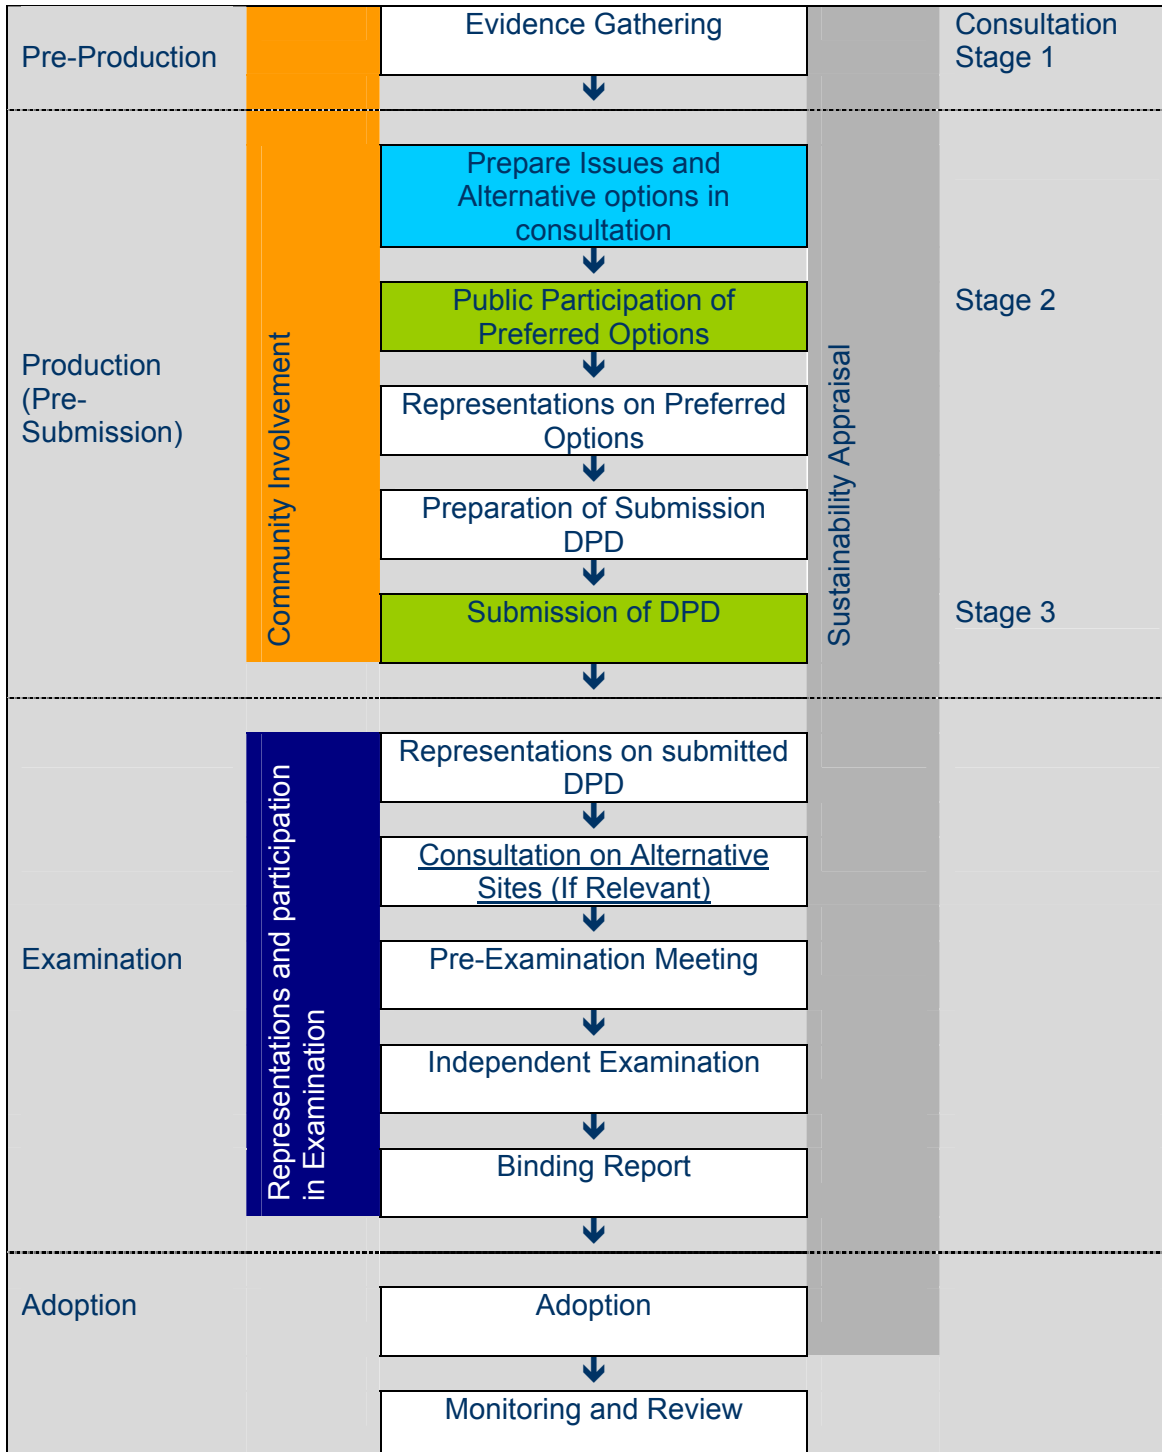 Pre-Production
Evidence Gathering
Consultation
Stage 1
Production
(Pre-
Submission)
Community Involvement
Prepare Issues and
Alternative options in
consultation
Public Participation of
Preferred Options
Stage 2
Representations on Preferred
Options
Preparation of Submission
DPD
Submission of DPD
Stage 3
Sustainability Appraisal
Examination
Representations and participation
in Examination
Representations on submitted
DPD
Consultation on Alternative
Sites (If Relevant)
Pre-Examination Meeting
Independent Examination
Binding Report
Adoption
Adoption
Monitoring and Review